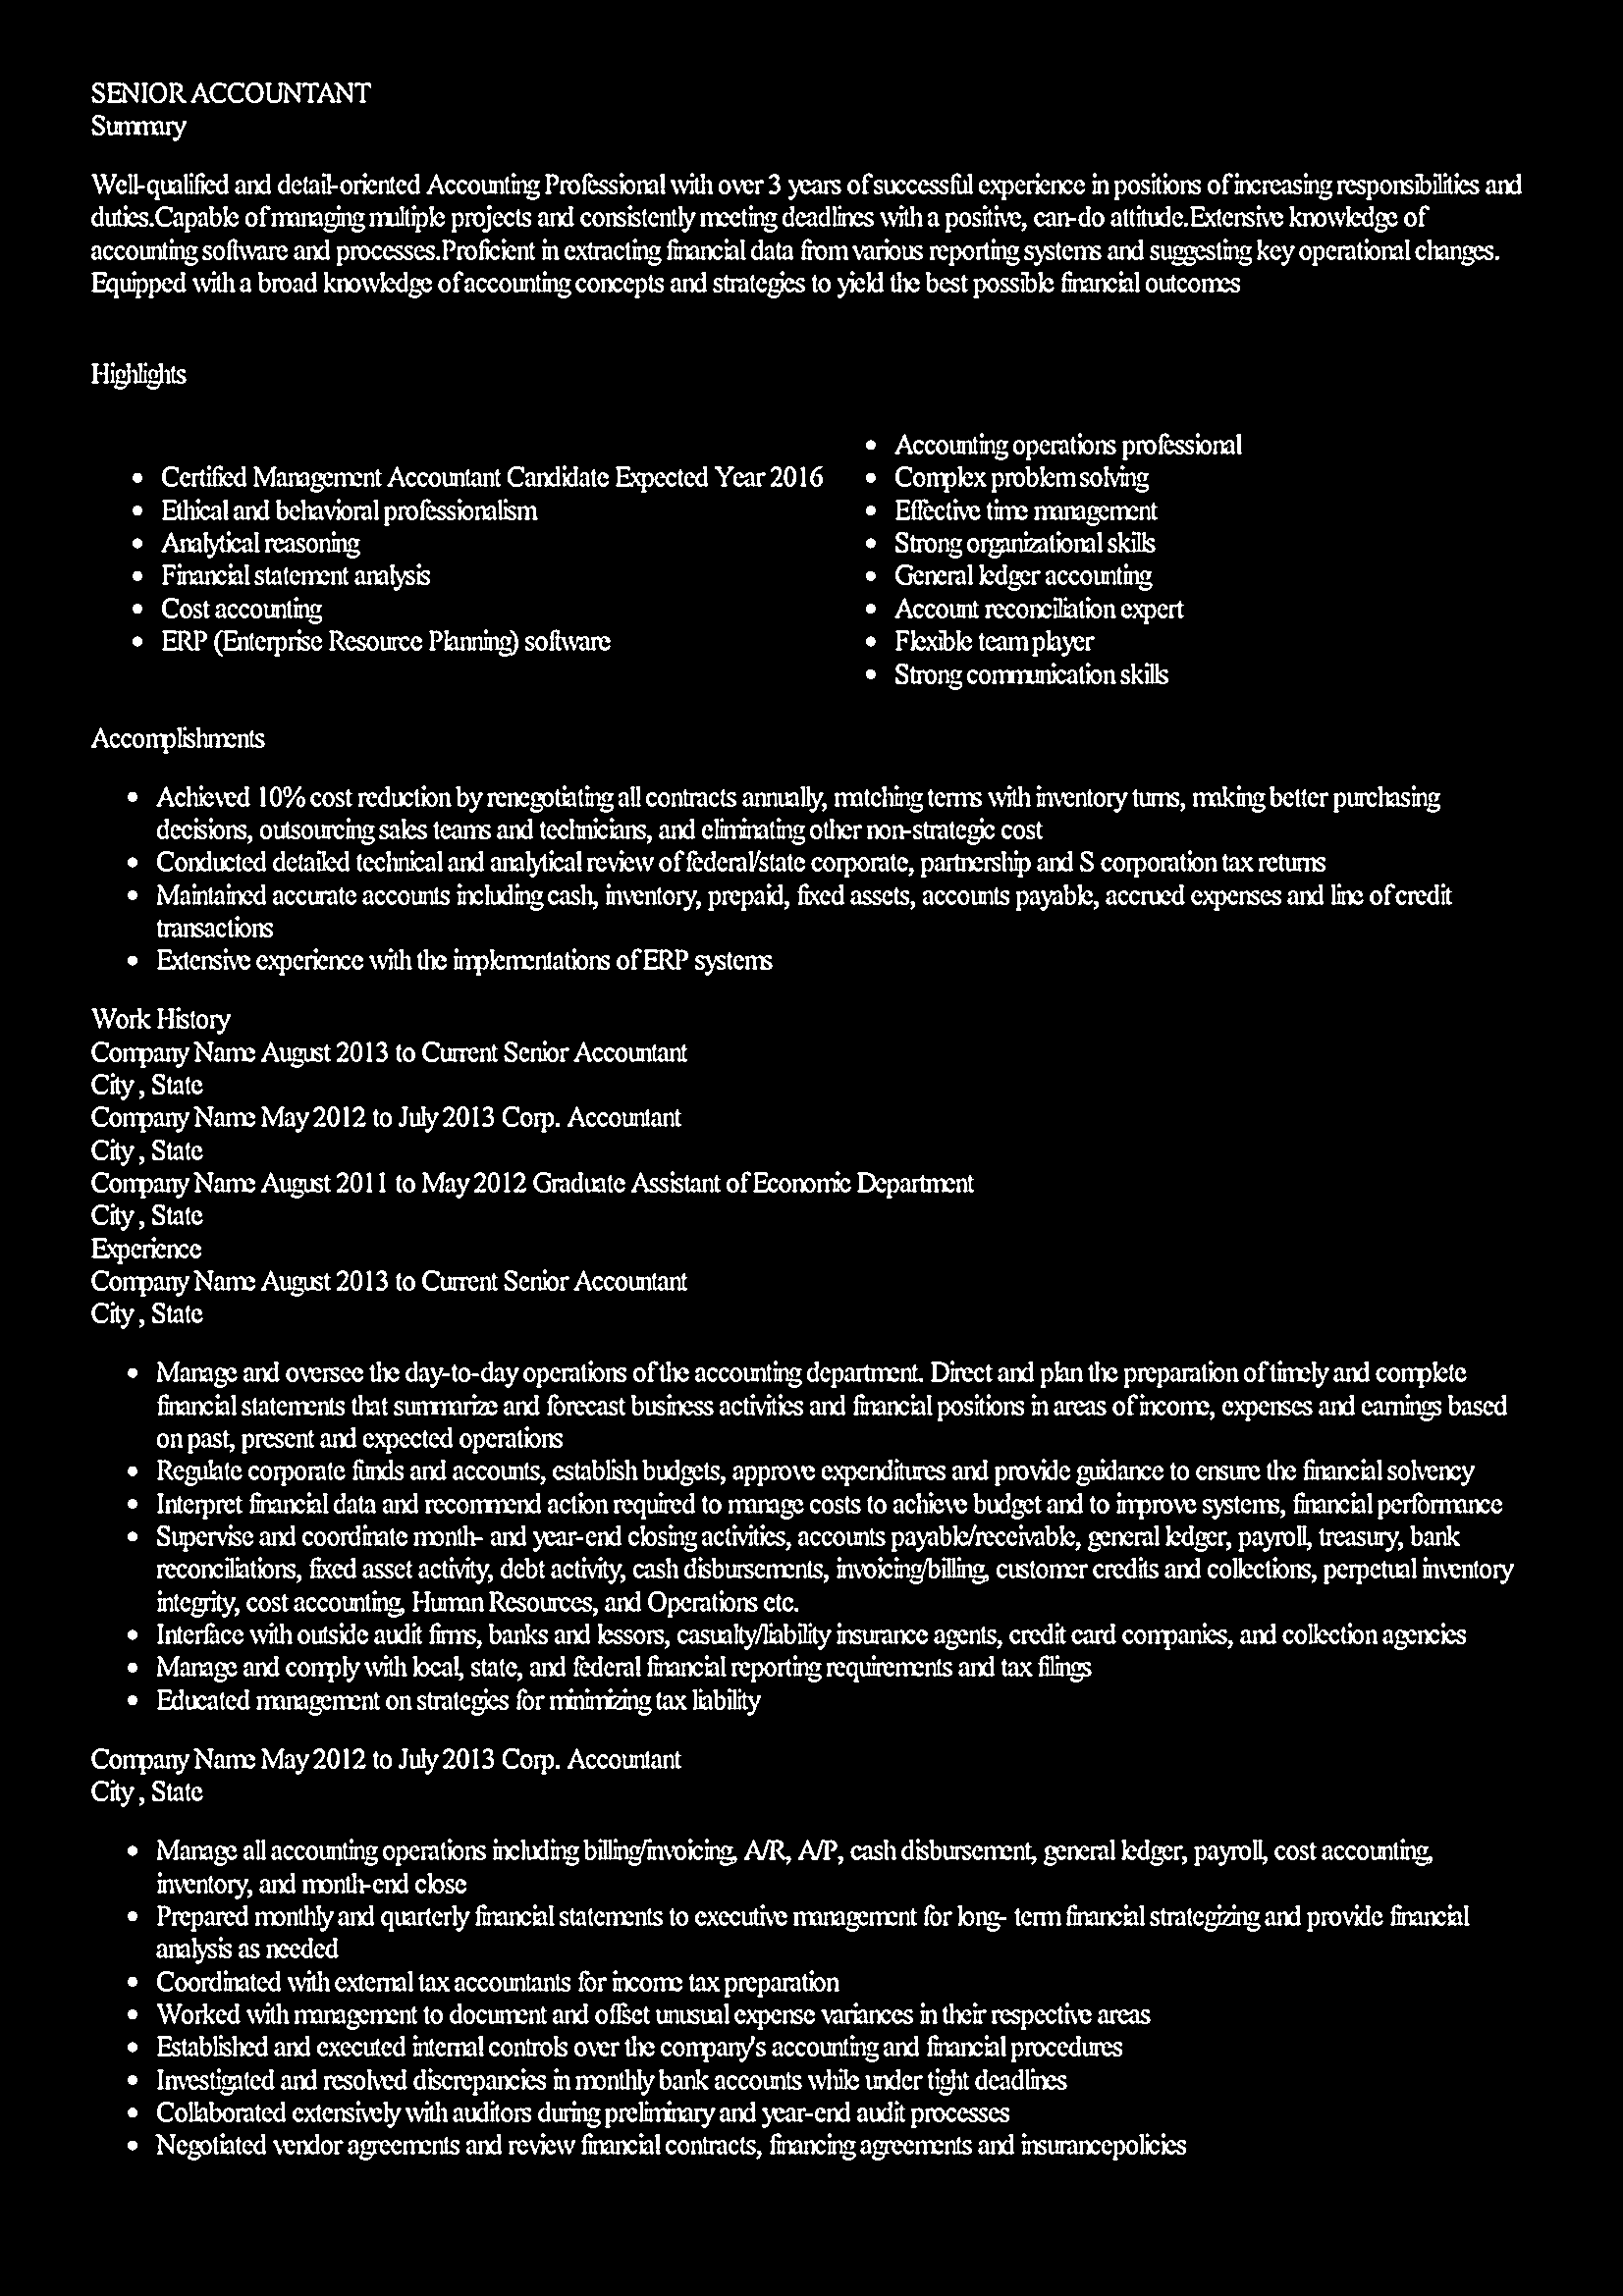 SENIOR ACCOUNTANT
Summary
Well-qualified and detail-oriented Accounting Professional with over 3 years of successful experience in positions of increasing responsibilities and
duties.Capable of managing multiple projects and consistently meeting deadlines with a positive, can-do attitude.Extensive knowledge of
accounting software and processes.Proficient in extracting financial data from various reporting systems and suggesting key operational changes.
Equipped with a broad knowledge of accounting concepts and strategies to yield the best possible financial outcomes
Highlights
• Certified Management Accountant Candidate Expected Year 2016
• Ethical and behavioral professionalism
• Analytical reasoning
• Financial statement analysis
• Cost accounting
• ERP (Enterprise Resource Planning) software
• Accounting operations professional
• Complex problem solving
• Effective time management
• Strong organizational skills
• General ledger accounting
• Account reconciliation expert
• Flexible team player
• Strong communication skills
Accomplishments
• Achieved 10% cost reduction by renegotiating all contracts annually, matching terms with inventory turns, making better purchasing
decisions, outsourcing sales teams and technicians, and eliminating other non-strategic cost
• Conducted detailed technical and analytical review of federal/state corporate, partnership and S corporation tax returns
• Maintained accurate accounts including cash, inventory, prepaid, fixed assets, accounts payable, accrued expenses and line of credit
transactions
• Extensive experience with the implementations of ERP systems
Work History
Company Name August 2013 to Current Senior Accountant
City , State
Company Name May 2012 to July 2013 Corp. Accountant
City , State
Company Name August 2011 to May 2012 Graduate Assistant of Economic Department
City , State
Experience
Company Name August 2013 to Current Senior Accountant
City , State
• Manage and oversee the day-to-day operations of the accounting department. Direct and plan the preparation of timely and complete
financial statements that summarize and forecast business activities and financial positions in areas of income, expenses and earnings based
on past, present and expected operations
• Regulate corporate funds and accounts, establish budgets, approve expenditures and provide guidance to ensure the financial solvency
• Interpret financial data and recommend action required to manage costs to achieve budget and to improve systems, financial performance
• Supervise and coordinate month- and year-end closing activities, accounts payable/receivable, general ledger, payroll, treasury, bank
reconciliations, fixed asset activity, debt activity, cash disbursements, invoicing/billing, customer credits and collections, perpetual inventory
integrity, cost accounting, Human Resources, and Operations etc.
• Interface with outside audit firms, banks and lessors, casualty/liability insurance agents, credit card companies, and collection agencies
• Manage and comply with local, state, and federal financial reporting requirements and tax filings
• Educated management on strategies for minimizing tax liability
Company Name May 2012 to July 2013 Corp. Accountant
City , State
• Manage all accounting operations including billing/invoicing, A/R, A/P, cash disbursement, general ledger, payroll, cost accounting,
inventory, and month-end close
• Prepared monthly and quarterly financial statements to executive management for long- term financial strategizing and provide financial
analysis as needed
• Coordinated with external tax accountants for income tax preparation
• Worked with management to document and offset unusual expense variances in their respective areas
• Established and executed internal controls over the company's accounting and financial procedures
• Investigated and resolved discrepancies in monthly bank accounts while under tight deadlines
• Collaborated extensively with auditors during preliminary and year-end audit processes
• Negotiated vendor agreements and review financial contracts, financing agreements and insurancepolicies